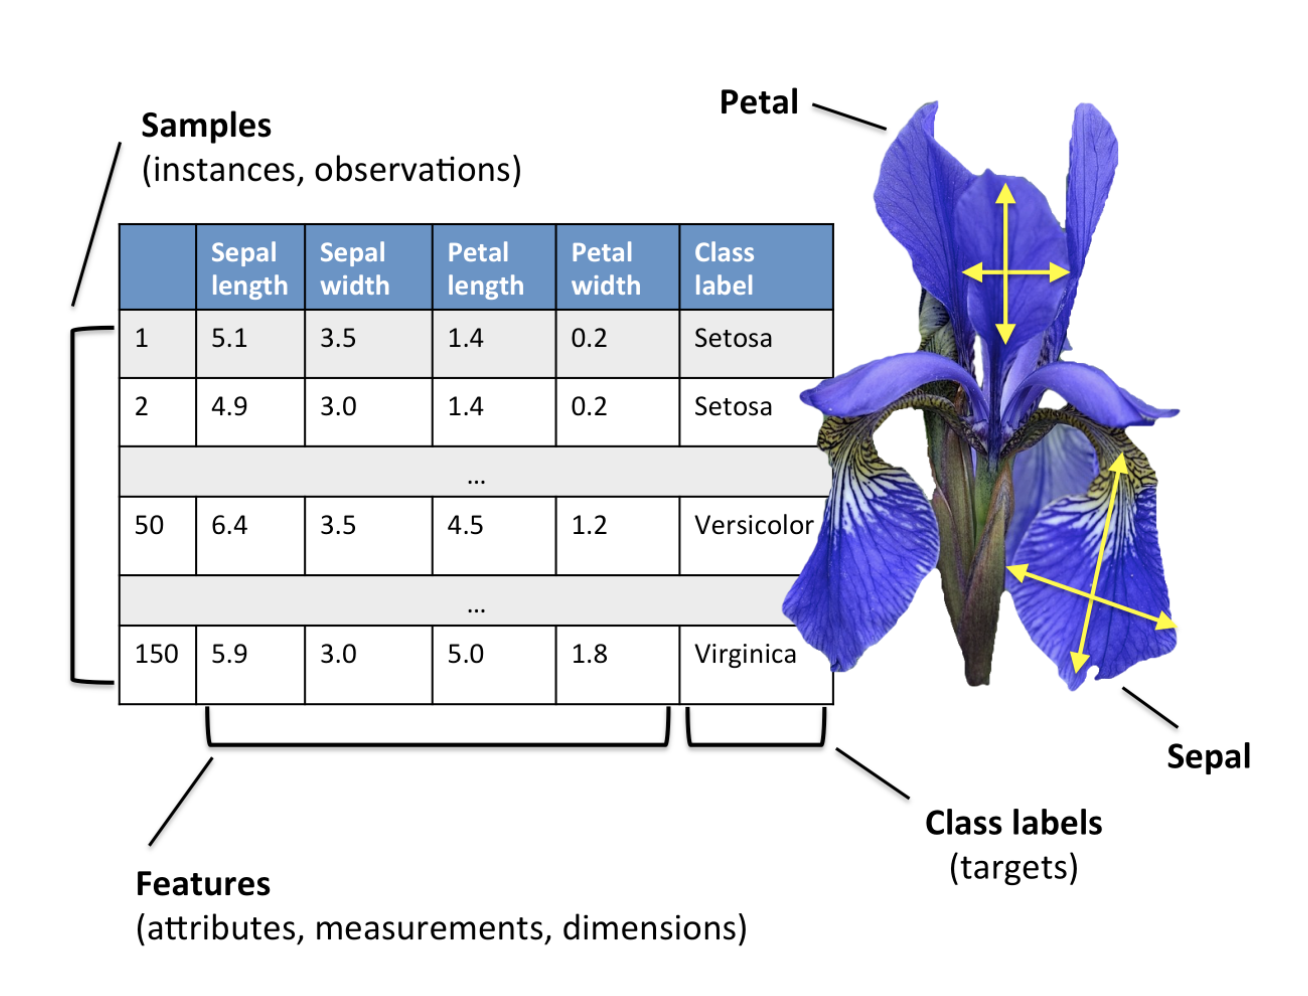 Petal
Samples
(instances, observations)
Sepal length Sepal width Petal length Petal width Class label
1 5.1 3.5 1.4 0.2 Setosa
2 4.9 3.0 1.4 0.2 Setosa
...
50 6.4 3.5 4.5 1.2 Versicolor
...
150 5.9 3.0 5.0 1.8 Virginica
Sepal
Class labels
(targets)
Features
(attributes, measurements, dimensions)